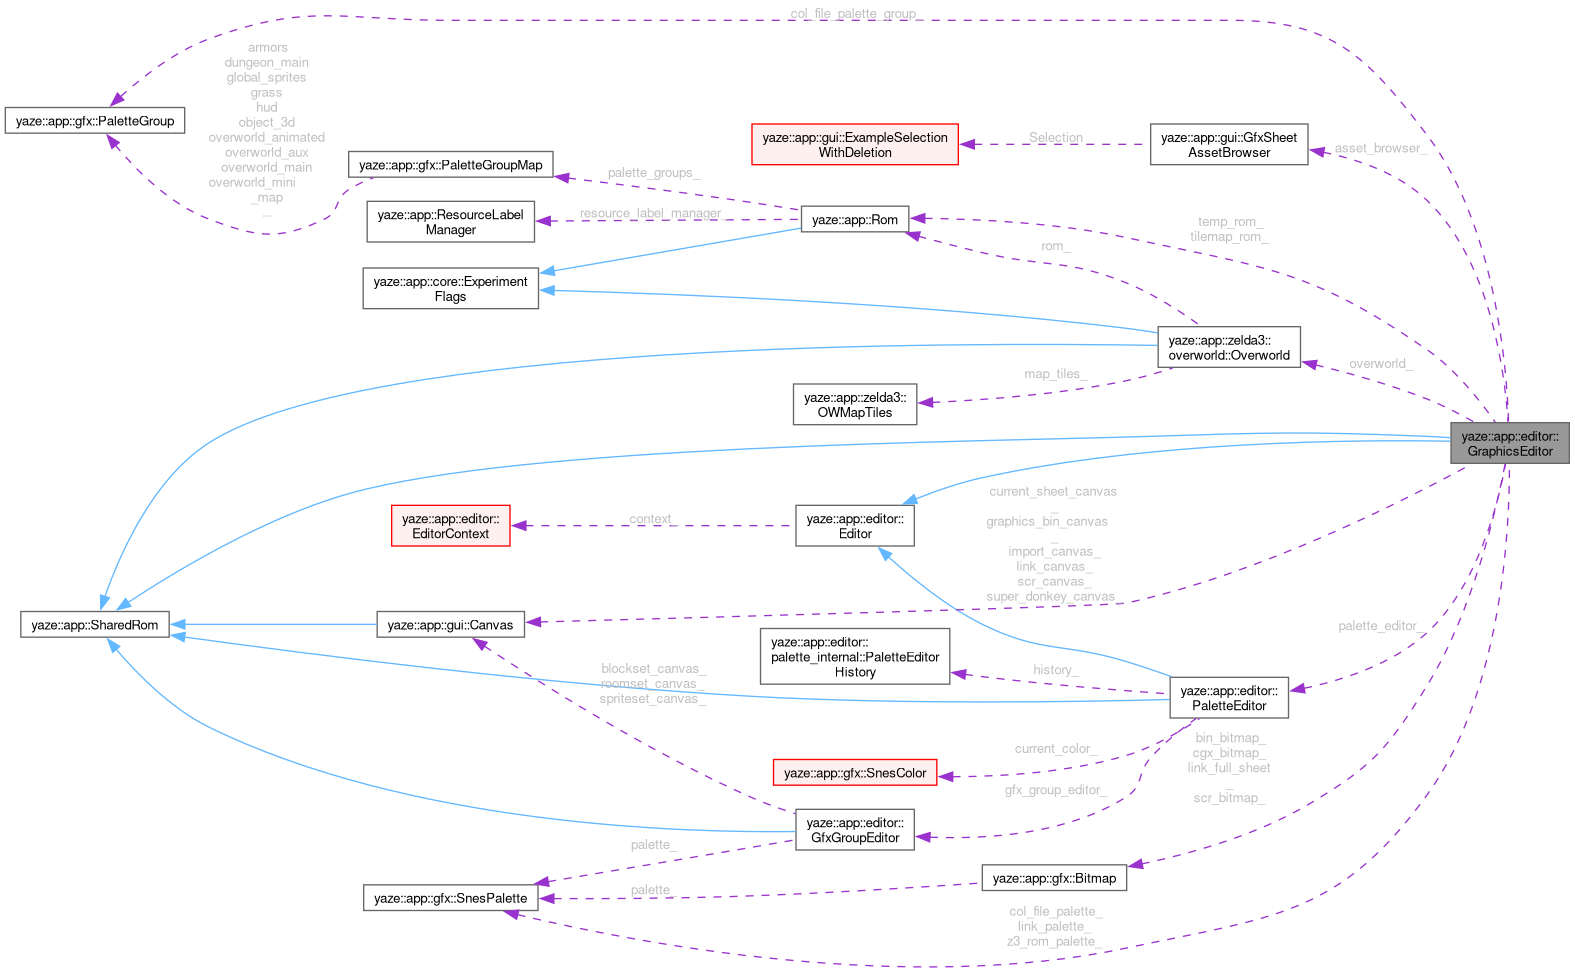 col_file_palette_group_
armors
dungeon_main
global_sprites
grass
hud
object_3d
overworld_animated
overworld_aux
overworld_main
overworld_mini
_map
...
yaze::app::gfx::PaletteGroup
yaze::app::gui::ExampleSelection
WithDeletion
_Selection_
yaze::app::gui::GfxSheet
AssetBrowser
asset_browser_
yaze::app::gfx::PaletteGroupMap
palette_groups_
yaze::app::ResourceLabel
Manager
resource_label_manager_
yaze::app::Rom
temp_rom_
tilemap_rom_
rom_
yaze::app::core::Experiment
Flags
yaze::app::zelda3::
overworld::Overworld
overworld_
map_tiles_
yaze::app::zelda3::
OWMapTiles
yaze::app::editor::
GraphicsEditor
current_sheet_canvas
_
graphics_bin_canvas
_
import_canvas_
link_canvas_
scr_canvas_
super_donkey_canvas_
yaze::app::editor::
EditorContext
context_
yaze::app::editor::
Editor
yaze::app::SharedRom
yaze::app::gui::Canvas
palette_editor_
yaze::app::editor::
palette_internal::PaletteEditor
History
history_
yaze::app::editor::
PaletteEditor
blockset_canvas_
roomset_canvas_
spriteset_canvas_
current_color_
yaze::app::gfx::SnesColor
bin_bitmap_
cgx_bitmap_
link_full_sheet
_
scr_bitmap_
gfx_group_editor_
yaze::app::editor::
GfxGroupEditor
palette_
yaze::app::gfx::Bitmap
palette_
yaze::app::gfx::SnesPalette
col_file_palette_
link_palette_
z3_rom_palette_